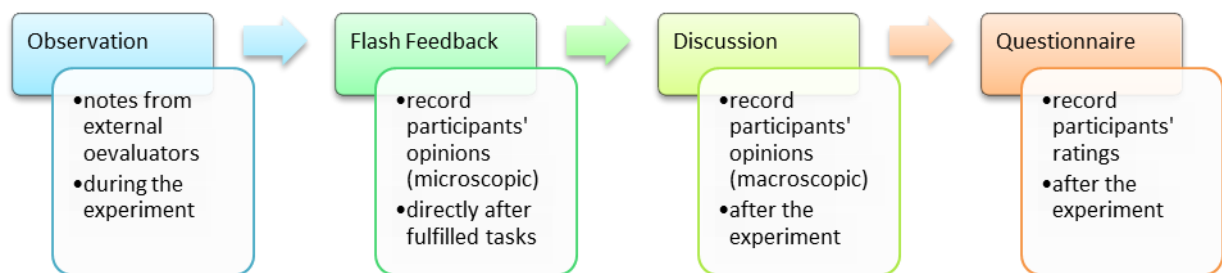 Observation
•notes from
external
oevaluators
•during the
experiment
Flash Feedback
•record
participants'
opinions
(microscopic)
•directly after
fulfilled tasks
Discussion
•record
participants'
opinions
(macroscopic)
•after the
experiment
Questionnaire
•record
participants'
ratings
•after the
experiment